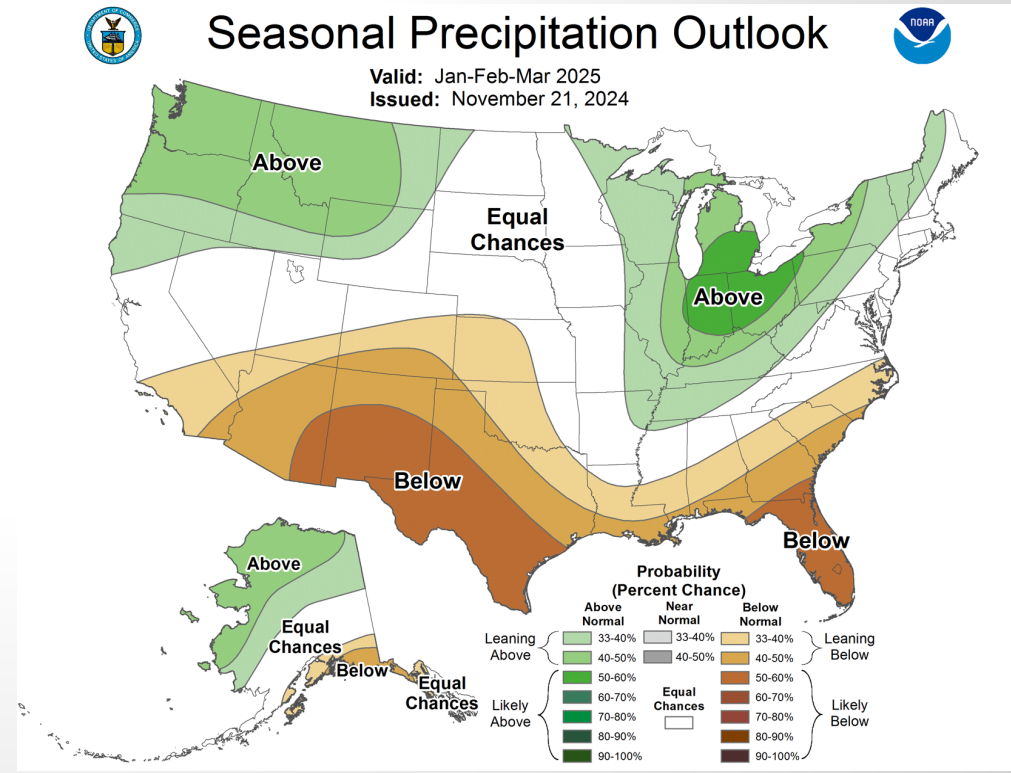 Seasonal Precipitation Outlook
NOAA
Valid: Jan-Feb-Mar 2025
Issued: November 21, 2024
Above
Equal
Chances
Above
Below
Below
Above
Equal
Chances
Below
Equal
Chances
Probability
(Percent Chance)
Above
Normal
Near
Normal
Below
Normal
Leaning
Above
33-40%
40-50%
33-40%
40-50%
33-40%
40-50%
Leaning
Below
Likely
Above
50-60%
60-70%
70-80%
80-90%
90-100%
Equal
Chances
50-60%
60-70%
70-80%
80-90%
90-100%
Likely
Below